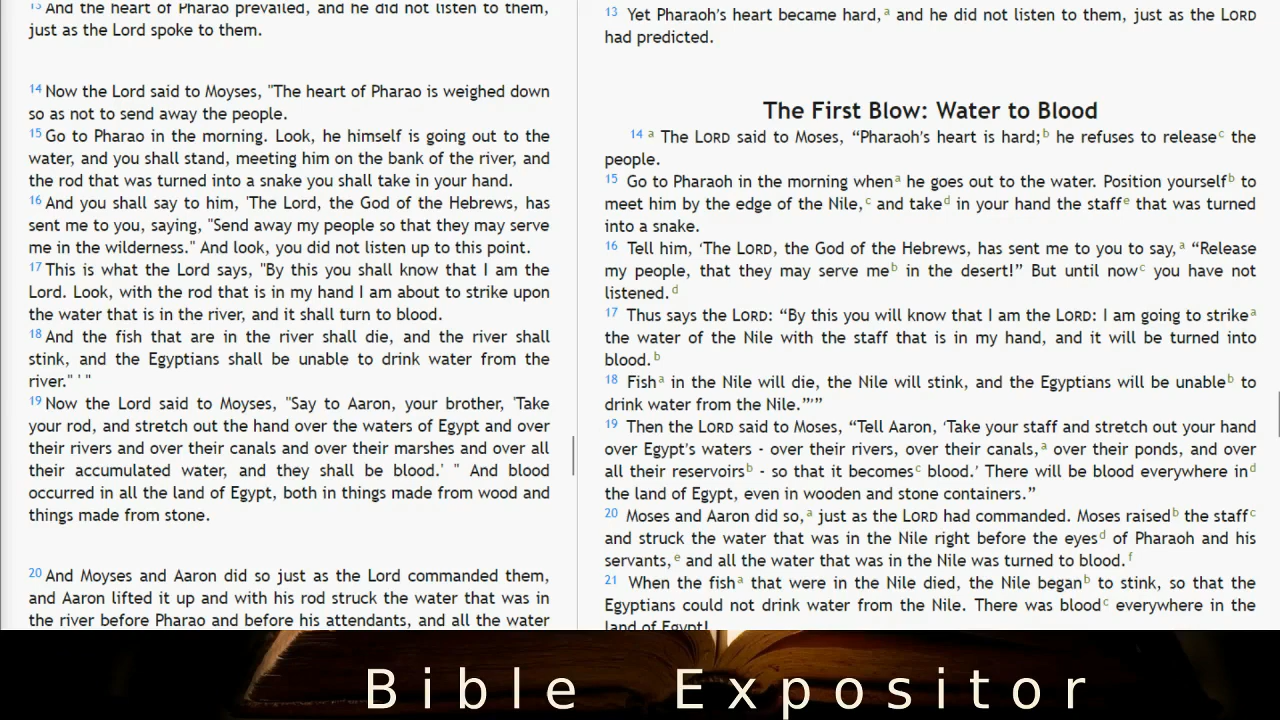 13 And the heart of Pharao prevailed, and he did not listen to them,
just as the Lord spoke to them.
14 Now the Lord said to Moyses, "The heart of Pharao is weighed down
so as not to send away the people.
15 Go to Pharao in the morning. Look, he himself is going out to the
water, and you shall stand, meeting him on the bank of the river, and
the rod that was turned into a snake you shall take in your hand.
16 And you shall say to him, 'The Lord, the God of the Hebrews, has
sent me to you, saying, "Send away my people so that they may serve
me in the wilderness." And look, you did not listen up to this point.
17 This is what the Lord says, "By this you shall know that I am the
Lord. Look, with the rod that is in my hand I am about to strike upon
the water that is in the river, and it shall turn to blood.
18 And the fish that are in the river shall die, and the river shall
stink, and the Egyptians shall be unable to drink water from the
river." ' "
19 Now the Lord said to Moyses, "Say to Aaron, your brother, 'Take
your rod, and stretch out the hand over the waters of Egypt and over
their rivers and over their canals and over their marshes and over all
their accumulated water, and they shall be blood.' " And blood
occurred in all the land of Egypt, both in things made from wood and
things made from stone.
20 And Moyses and Aaron did so just as the Lord commanded them,
and Aaron lifted it up and with his rod struck the water that was in
the river before Pharao and before his attendants, and all the water
13 Yet Pharaoh's heart became hard,a and he did not listen to them, just as the LORD
had predicted.
The First Blow: Water to Blood
14 a The LORD said to Moses, “Pharaoh's heart is hard;b he refuses to releasec the
people.
15 Go to Pharaoh in the morning whena he goes out to the water. Position yourselfb to
meet him by the edge of the Nile,c and taked in your hand the staffe that was turned
into a snake.
16 Tell him, ‘The LORD, the God of the Hebrews, has sent me to you to say,a “Release
my people, that they may serve meb in the desert!” But until nowc you have not
listened.d
17 Thus says the LORD: “By this you will know that I am the LORD: I am going to strikea
the water of the Nile with the staff that is in my hand, and it will be turned into
blood.b
18 Fisha in the Nile will die, the Nile will stink, and the Egyptians will be unableb to
drink water from the Nile.”’”
19 Then the LORD said to Moses, “Tell Aaron, ‘Take your staff and stretch out your hand
over Egypt's waters - over their rivers, over their canals,a over their ponds, and over
all their reservoirsb - so that it becomesc blood.’ There will be blood everywhere ind
the land of Egypt, even in wooden and stone containers.”
20 Moses and Aaron did so,a just as the LORD had commanded. Moses raisedb the staffc
and struck the water that was in the Nile right before the eyesd of Pharaoh and his
servants,e and all the water that was in the Nile was turned to blood.f
21 When the fisha that were in the Nile died, the Nile beganb to stink, so that the
Egyptians could not drink water from the Nile. There was bloodc everywhere in the
land of Egypt!
Bible Expositor